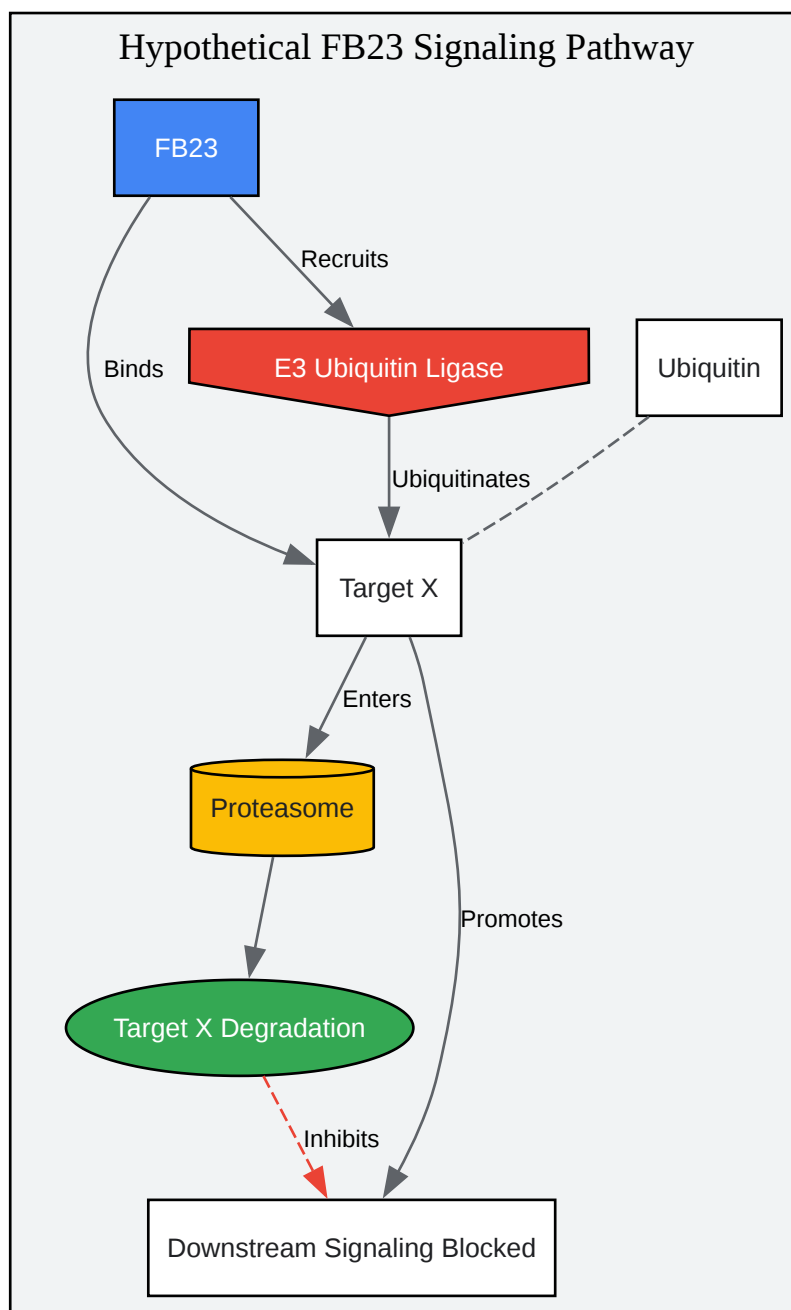 Hypothetical FB23 Signaling Pathway
FB23
Recruits
Binds
E3 Ubiquitin Ligase
Ubiquitin
Ubiquitinates
Target X
Enters
Proteasome
Promotes
Target X Degradation
Inhibits
Downstream Signaling Blocked